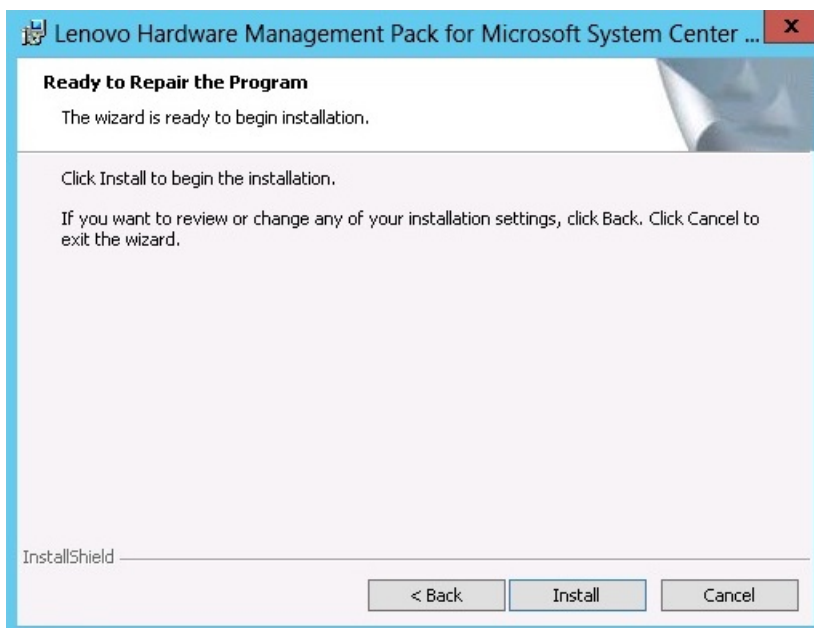 Lenovo Hardware Management Pack for Microsoft System Center ...
x
Ready to Repair the Program
The wizard is ready to begin installation.
Click Install to begin the installation.
If you want to review or change any of your installation settings, click Back. Click Cancel to
exit the wizard.
InstallShield
< Back
Install
Cancel